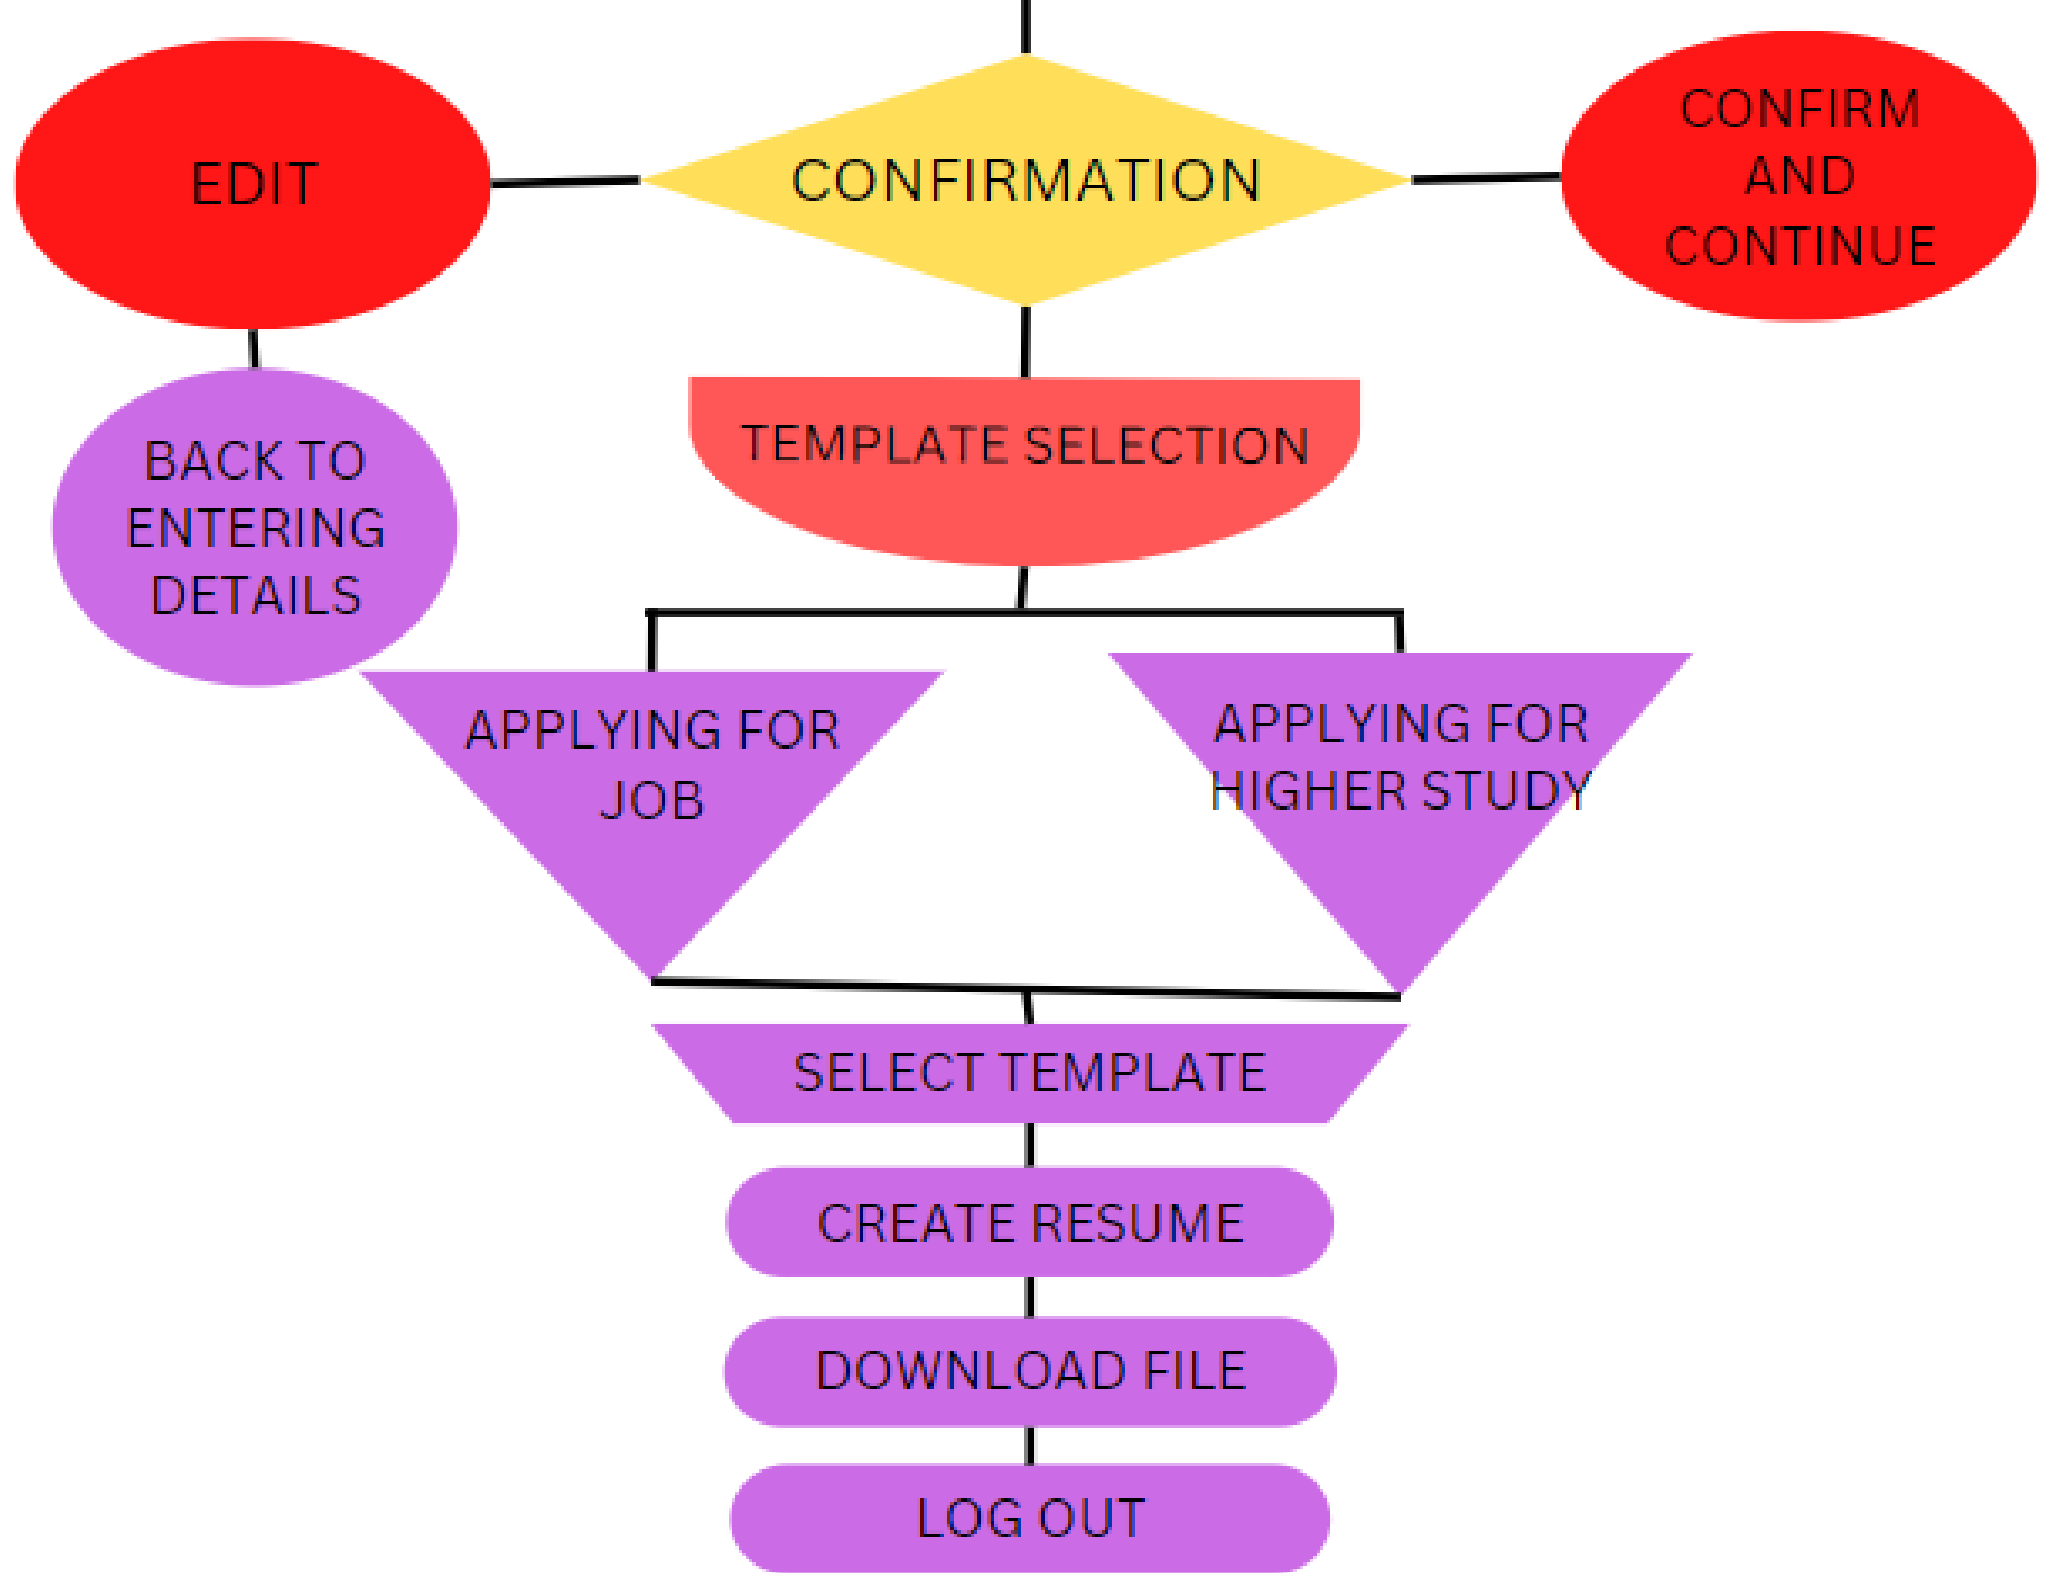 EDIT
CONFIRMATION
CONFIRM
AND
CONTINUE
TEMPLATE SELECTION
BACK TO
ENTERING
DETAILS
APPLYING FOR
JOB
APPLYING FOR
HIGHER STUDY
SELECT TEMPLATE
CREATE RESUME
DOWNLOAD FILE
LOG OUT